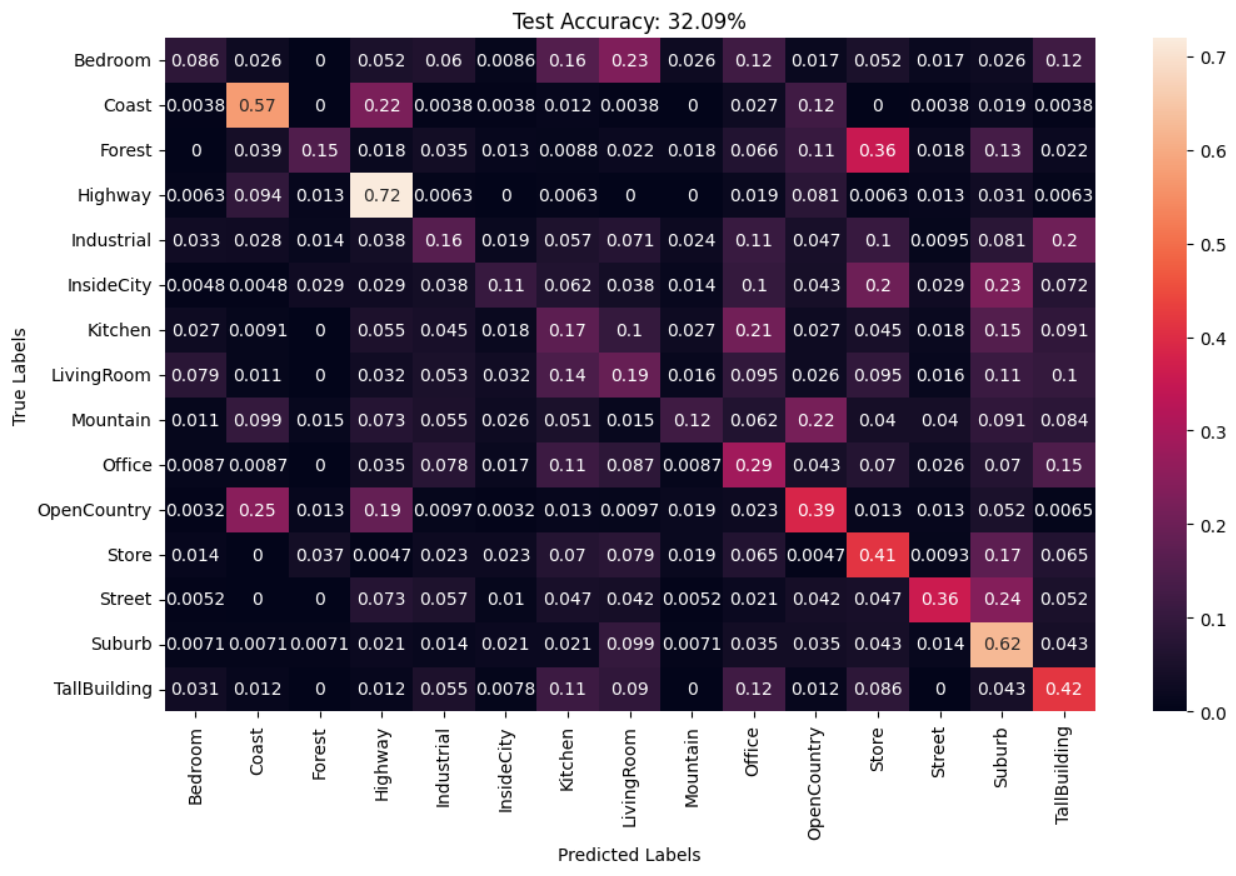 Test Accuracy: 32.09%
Bedroom 0.086 0.026 0 0.052 0.06 0.0086 0.16 0.23 0.026 0.12 0.017 0.052 0.017 0.026 0.12
Coast 0.0038 0.57 0 0.22 0.0038 0.0038 0.012 0.0038 0 0.027 0.12 0 0.0038 0.019 0.0038
Forest 0 0.039 0.15 0.018 0.035 0.013 0.0088 0.022 0.018 0.066 0.11 0.36 0.018 0.13 0.022
Highway 0.0063 0.094 0.013 0.72 0.0063 0 0.0063 0 0 0.019 0.081 0.0063 0.013 0.031 0.0063
Industrial 0.033 0.028 0.014 0.038 0.16 0.019 0.057 0.071 0.024 0.11 0.047 0.1 0.0095 0.081 0.2
InsideCity 0.0048 0.0048 0.029 0.029 0.038 0.11 0.062 0.038 0.014 0.1 0.043 0.2 0.029 0.23 0.072
Kitchen 0.027 0.0091 0 0.055 0.045 0.018 0.17 0.1 0.027 0.21 0.027 0.045 0.018 0.15 0.091
LivingRoom 0.079 0.011 0 0.032 0.053 0.032 0.14 0.19 0.016 0.095 0.026 0.095 0.016 0.11 0.1
Mountain 0.011 0.099 0.015 0.073 0.055 0.026 0.051 0.015 0.12 0.062 0.22 0.04 0.04 0.091 0.084
Office 0.0087 0.0087 0 0.035 0.078 0.017 0.11 0.087 0.0087 0.29 0.043 0.07 0.026 0.07 0.15
OpenCountry 0.0032 0.25 0.013 0.19 0.0097 0.0032 0.013 0.0097 0.019 0.023 0.39 0.013 0.013 0.052 0.0065
Store 0.014 0 0.037 0.0047 0.023 0.023 0.07 0.079 0.019 0.065 0.0047 0.41 0.0093 0.17 0.065
Street 0.0052 0 0 0.073 0.057 0.01 0.047 0.042 0.0052 0.021 0.042 0.047 0.36 0.24 0.052
Suburb 0.0071 0.0071 0.0071 0.021 0.014 0.021 0.021 0.099 0.0071 0.035 0.035 0.043 0.014 0.62 0.043
TallBuilding 0.031 0.012 0 0.012 0.055 0.0078 0.11 0.09 0 0.12 0.012 0.086 0 0.043 0.42
True Labels
Bedroom Coast Forest Highway Industrial InsideCity Kitchen LivingRoom Mountain Office OpenCountry Store Street Suburb TallBuilding
Predicted Labels
0.7
0.6
0.5
0.4
0.3
0.2
0.1
0.0